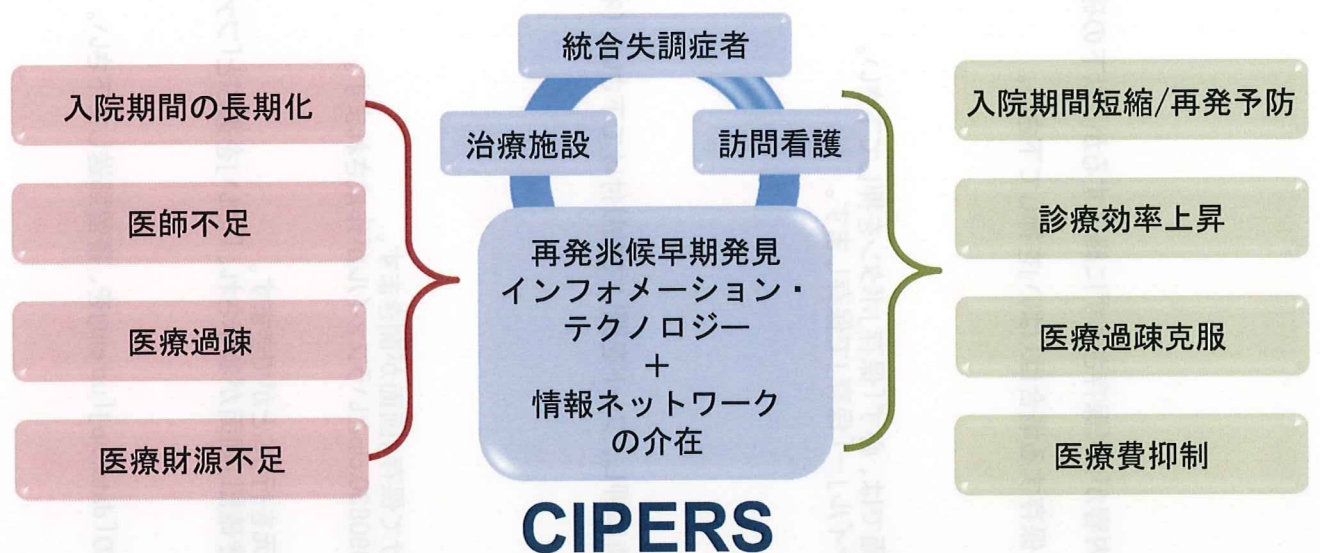 入院期間の長期化
医師不足
医療過疎
医療財源不足
統合失調症者
治療施設
訪問看護
再発兆候早期発見
インフォメーション・
テクノロジー
＋
情報ネットワーク
の介在
CIPERS
入院期間短縮/再発予防
診療効率上昇
医療過疎克服
医療費抑制